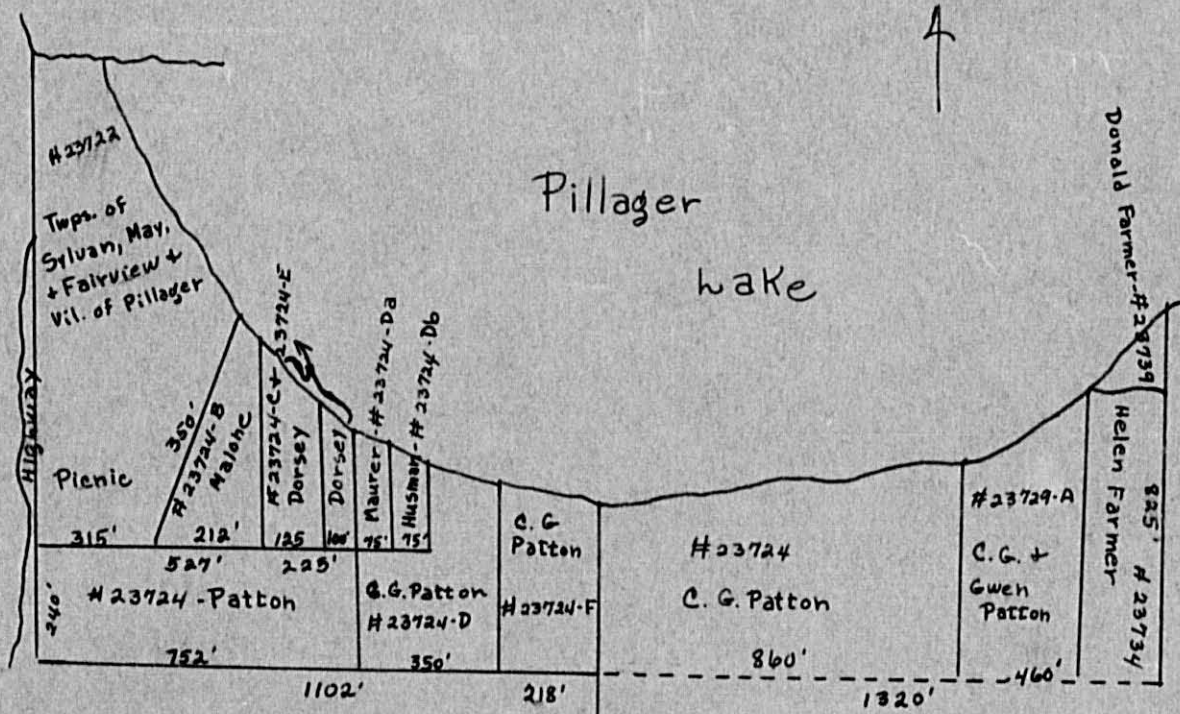 Pillager
Lake
#23722
Twps. of
Sylvan, May,
+ Fairview +
Vil. of Pillager
Highway
Picnic
315'
350'
#23724-B
Malone
212'
527'
#23724-C+
23724-E
Dorsey
125
Dorsey
100'
225'
Maurer-#23724-Da
75'
Husman-#23724-Db
75'
240'
#23724-Patton
752'
C.G. Patton
#23724-D
350'
1102'
C. G
Patton
#23724-F
218'
#23724
C. G. Patton
860'
1320'
#23729-A
C.G. +
Gwen
Patton
460'
Helen Farmer
825' #23734
Donald Farmer-#23739